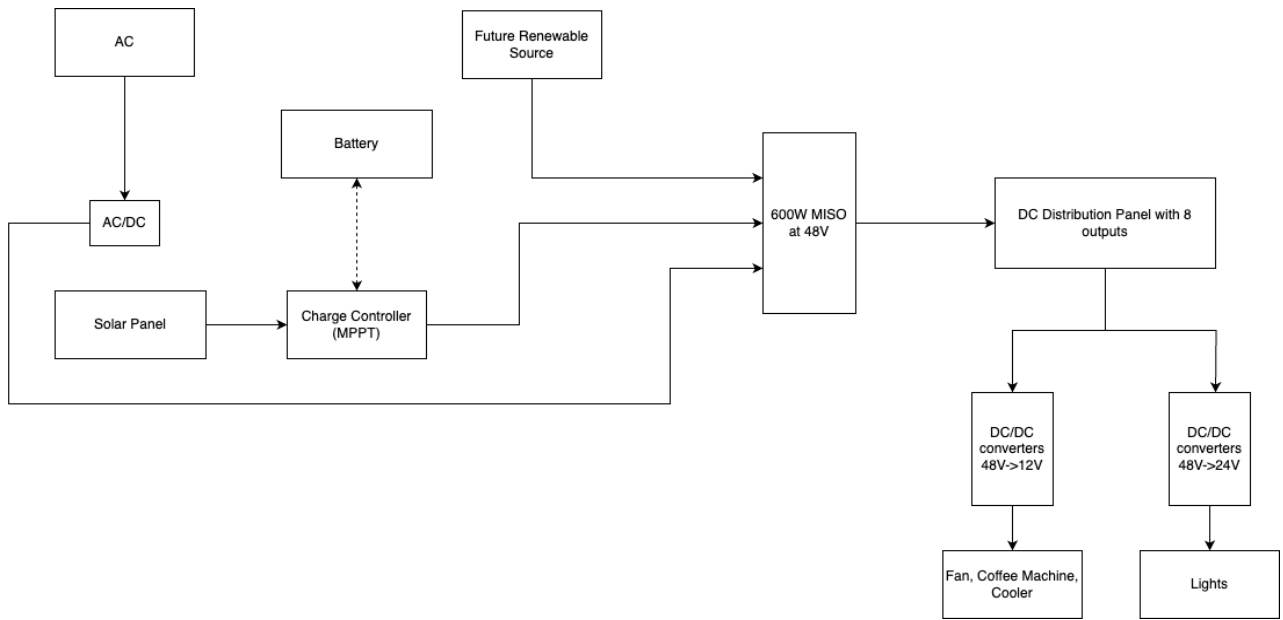 AC
Future Renewable
Source
Battery
AC/DC
600W MISO
at 48V
DC Distribution Panel with 8
outputs
Solar Panel
Charge Controller
(MPPT)
DC/DC
converters
48V->12V
DC/DC
converters
48V->24V
Fan, Coffee Machine,
Cooler
Lights